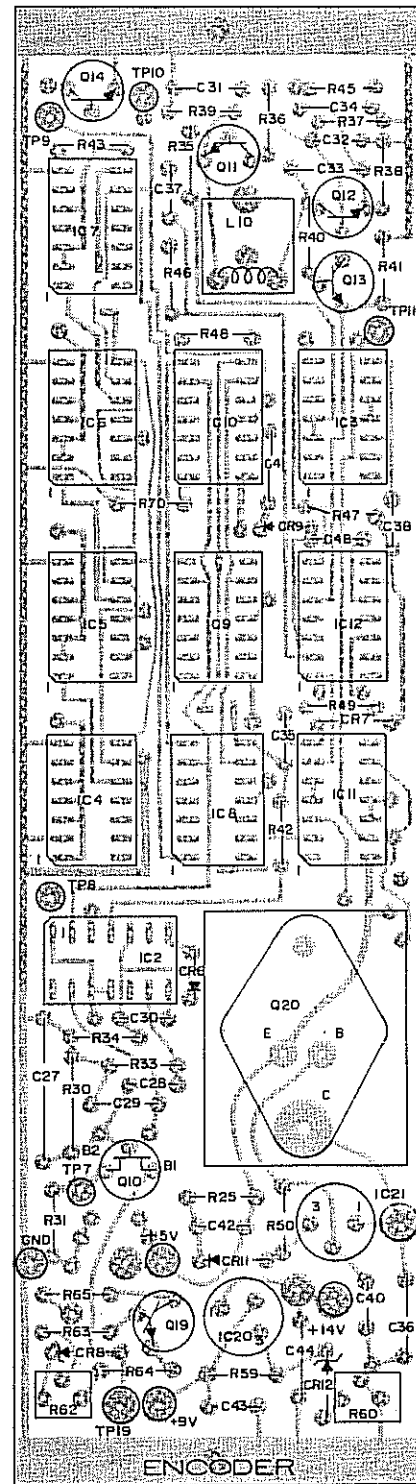 Q14 TP10
C31 R45
TP9 R39 R36 C34
R37
R43 R35 C32
Q11 C33 R38
C37 Q12
IC7 L10
R40
R46 Q13 R41
TP11
R48
IC6 IC10 IC3
C4
R70 R47
CR9 C38
C48
IC5 Q9 IC12
R49
C35 CR7
IC4 IC8 R42 IC11
TP8
IC2
CR6
Q20
C30 E B
R34
R33 C
C27 R30 C28
C29
B2 B1
TP7 Q10
R25 3 1 IC21
R31 C42 R50
GND +5V
CR11
R65 C40
Q19 IC20 +14V
R63 C36
CR8 R64 R59 C44
CR12
R62 C43 R60
TP19 +9V
ENCODER